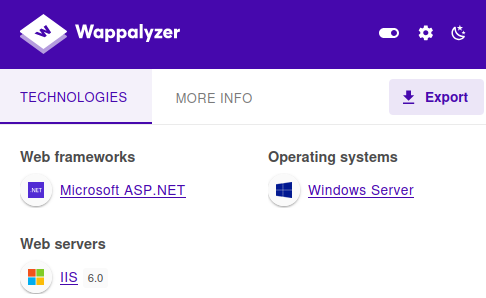 Wappalyzer
TECHNOLOGIES
MORE INFO
Export
Web frameworks
.NET
Microsoft ASP.NET
Operating systems
Windows Server
Web servers
IIS 6.0